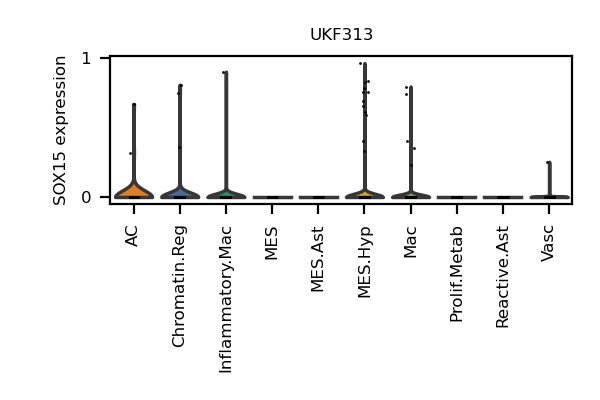 UKF313
SOX15 expression
1
0
AC
Chromatin.Reg
Inflammatory.Mac
MES
MES.Ast
MES.Hyp
Mac
Prolif.Metab
Reactive.Ast
Vasc